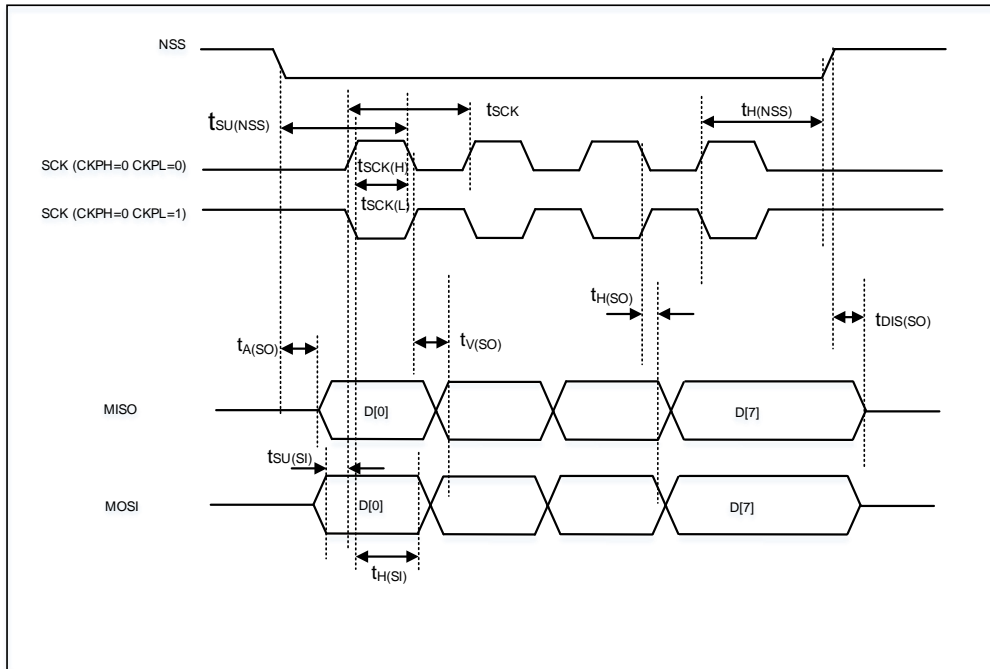 NSS
tSCK
tH(NSS)
tSU(NSS)
SCK (CKPH=0 CKPL=0)
tSCK(H)
tSCK(L)
SCK (CKPH=0 CKPL=1)
tH(SO)
tDIS(SO)
tV(SO)
tA(SO)
MISO
D[0]
D[7]
tSU(SI)
MOSI
D[0]
D[7]
tH(SI)